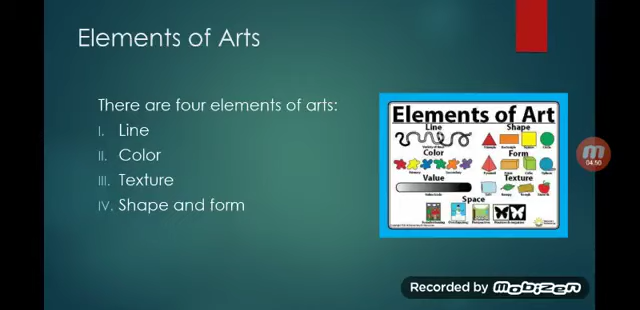 Elements of Arts
There are four elements of arts:
I. Line
II. Color
III. Texture
IV. Shape and form
Elements of Art
Line
Shape
Color
Form
Value
Texture
Space
04:50
Recorded by MOBIZEN